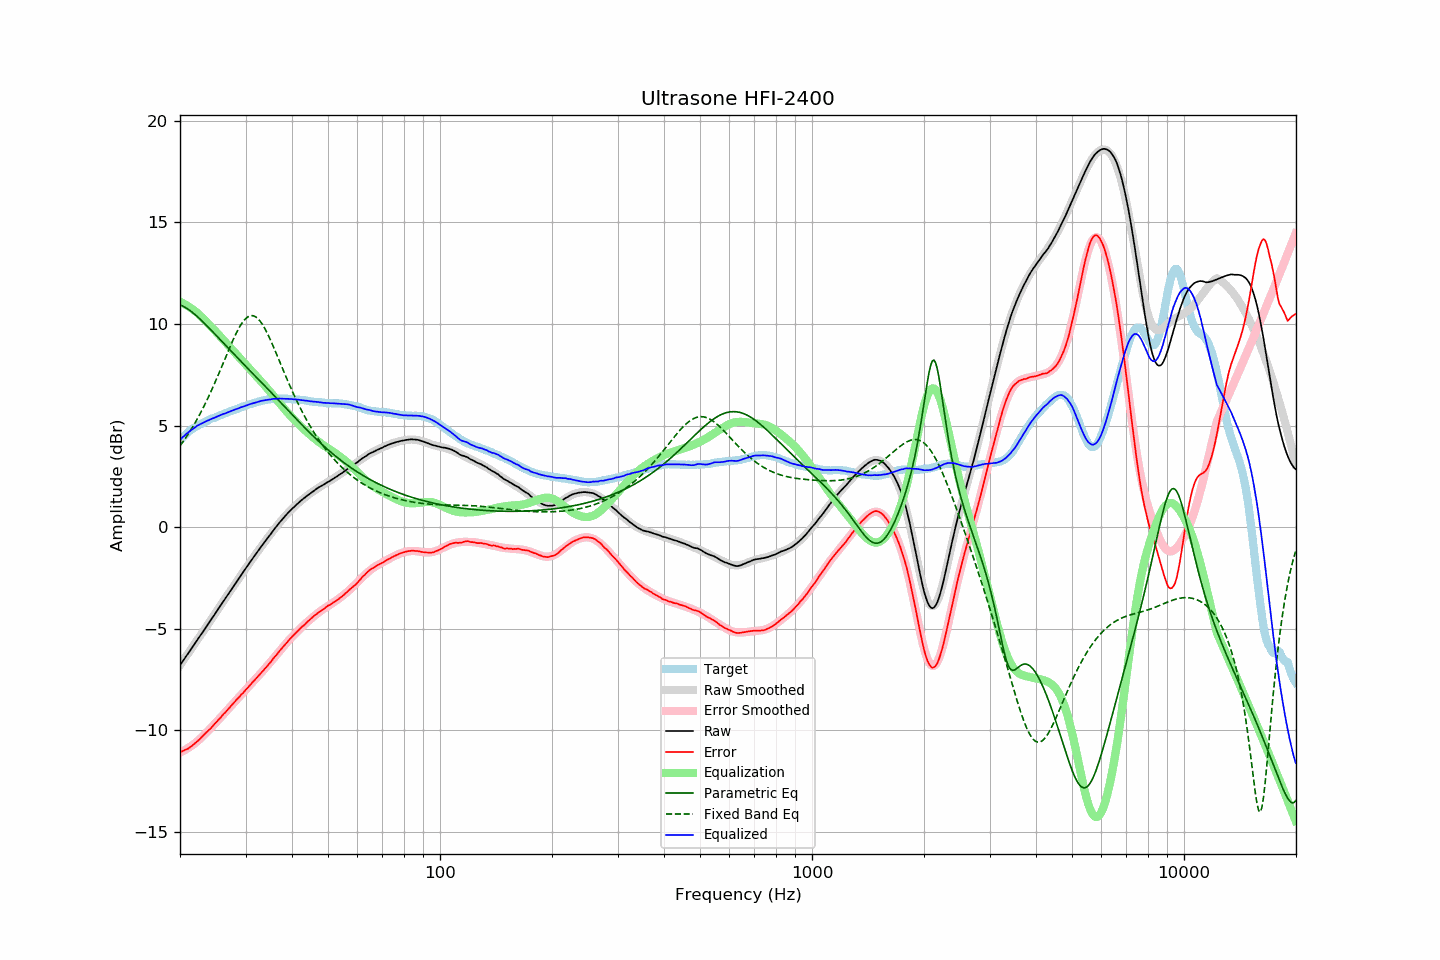 Ultrasone HFI-2400
20
15
10
5
0
−5
−10
−15
Amplitude (dBr)
Target
Raw Smoothed
Error Smoothed
Raw
Error
Equalization
Parametric Eq
Fixed Band Eq
Equalized
100
1000
10000
Frequency (Hz)